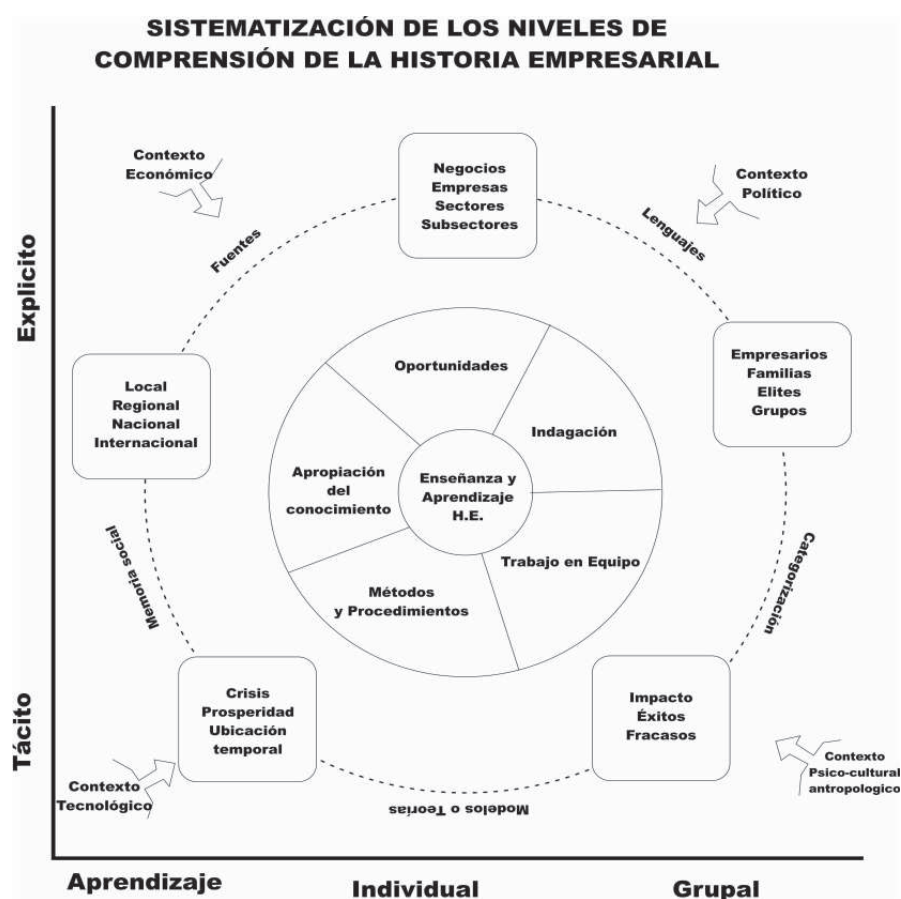 SISTEMATIZACIÓN DE LOS NIVELES DE
COMPRENSIÓN DE LA HISTORIA EMPRESARIAL
Contexto
Económico
Negocios
Empresas
Sectores
Subsectores
Contexto
Político
Fuentes
Lenguajes
Explicito
Local
Regional
Nacional
Internacional
Empresarios
Familias
Elites
Grupos
Oportunidades
Indagación
Apropiación
del
conocimiento
Enseñanza y
Aprendizaje
H.E.
Trabajo en Equipo
Métodos
y Procedimientos
Memoria social
Categorización
Tácito
Crisis
Prosperidad
Ubicación
temporal
Impacto
Éxitos
Fracasos
Contexto
Tecnológico
Modelos o Teorías
Contexto
Psico-cultural
antropologico
Aprendizaje
Individual
Grupal